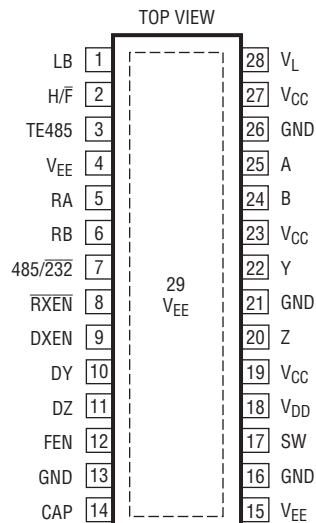 TOP VIEW
LB 1
H/F̅ 2
TE485 3
VEE 4
RA 5
RB 6
485/2̅3̅2̅ 7
R̅X̅E̅N̅ 8
DXEN 9
DY 10
DZ 11
FEN 12
GND 13
CAP 14
29
VEE
28 VL
27 VCC
26 GND
25 A
24 B
23 VCC
22 Y
21 GND
20 Z
19 VCC
18 VDD
17 SW
16 GND
15 VEE